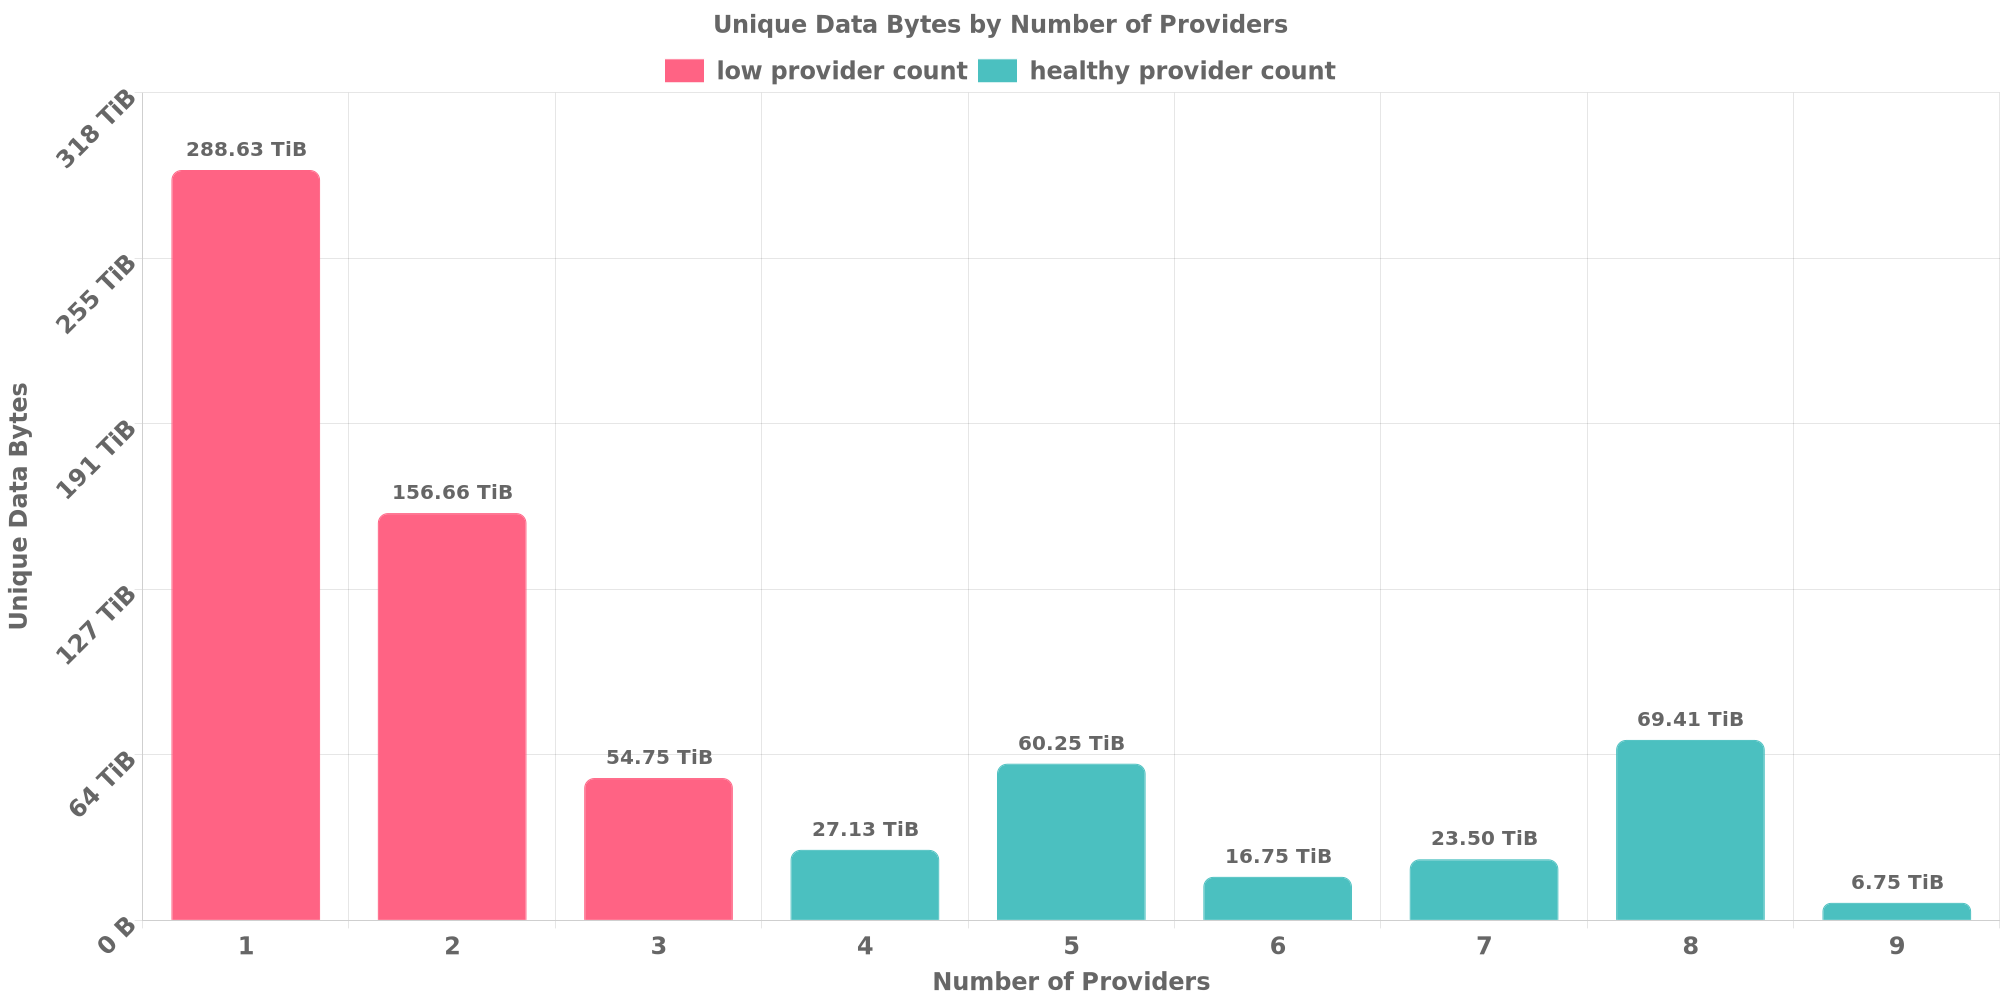 Unique Data Bytes by Number of Providers
low provider count
healthy provider count
318 TiB
255 TiB
191 TiB
127 TiB
64 TiB
0 B
Unique Data Bytes
288.63 TiB
156.66 TiB
54.75 TiB
27.13 TiB
60.25 TiB
16.75 TiB
23.50 TiB
69.41 TiB
6.75 TiB
1 2 3 4 5 6 7 8 9
Number of Providers